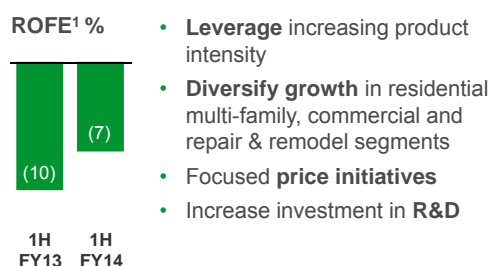 ROFE¹ %
(10)
(7)
1H 1H
FY13 FY14
• Leverage increasing product
intensity
• Diversify growth in residential
multi-family, commercial and
repair & remodel segments
• Focused price initiatives
• Increase investment in R&D